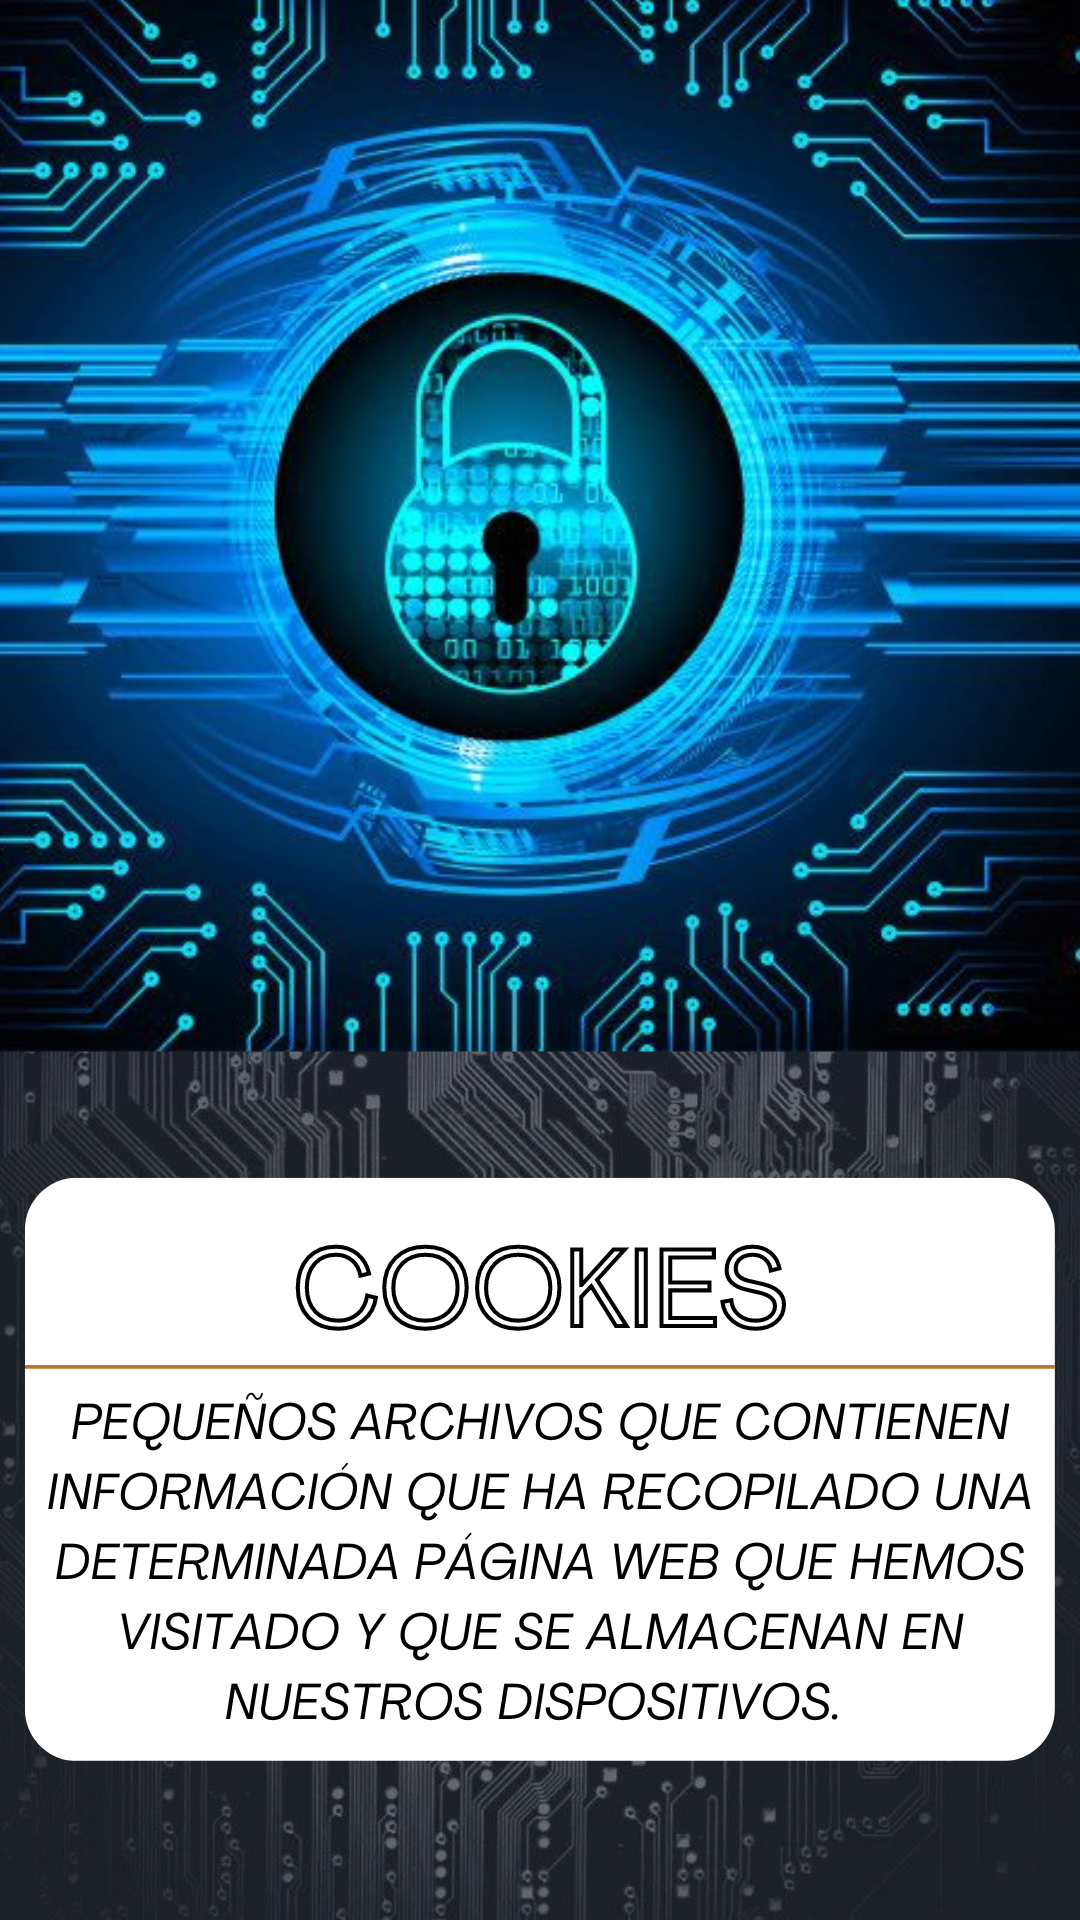 COOKIES
PEQUEÑOS ARCHIVOS QUE CONTIENEN
INFORMACIÓN QUE HA RECOPILADO UNA
DETERMINADA PÁGINA WEB QUE HEMOS
VISITADO Y QUE SE ALMACENAN EN
NUESTROS DISPOSITIVOS.